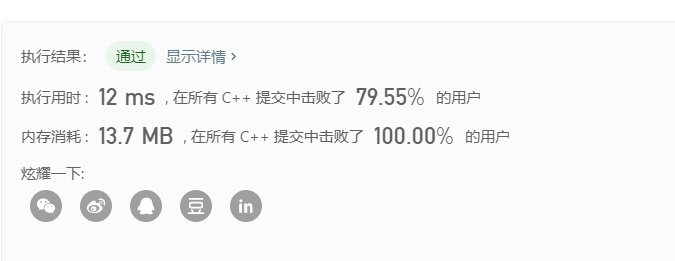 执行结果： 通过 显示详情 ›
执行用时 : 12 ms , 在所有 C++ 提交中击败了 79.55% 的用户
内存消耗 : 13.7 MB , 在所有 C++ 提交中击败了 100.00% 的用户
炫耀一下:
豆 in